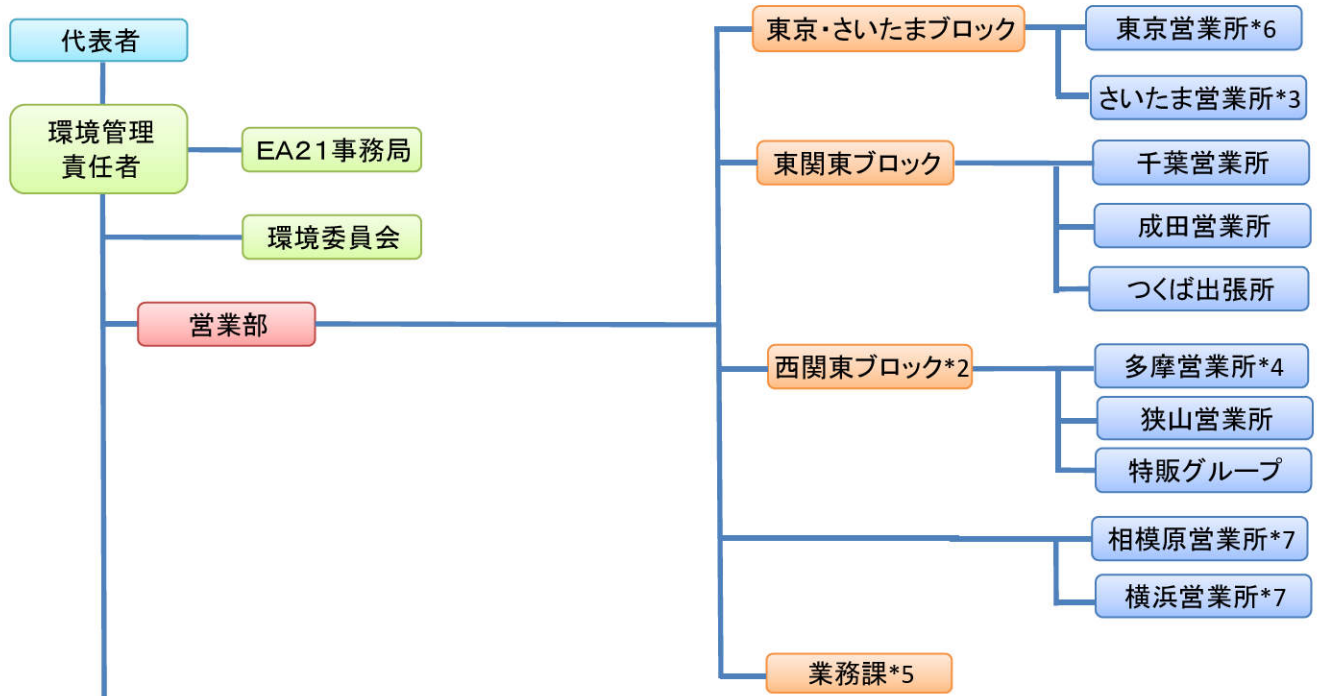 代表者
環境管理
責任者
EA21事務局
環境委員会
営業部
東京・さいたまブロック
東京営業所*6
さいたま営業所*3
東関東ブロック
千葉営業所
成田営業所
つくば出張所
西関東ブロック*2
多摩営業所*4
狭山営業所
特販グループ
相模原営業所*7
横浜営業所*7
業務課*5